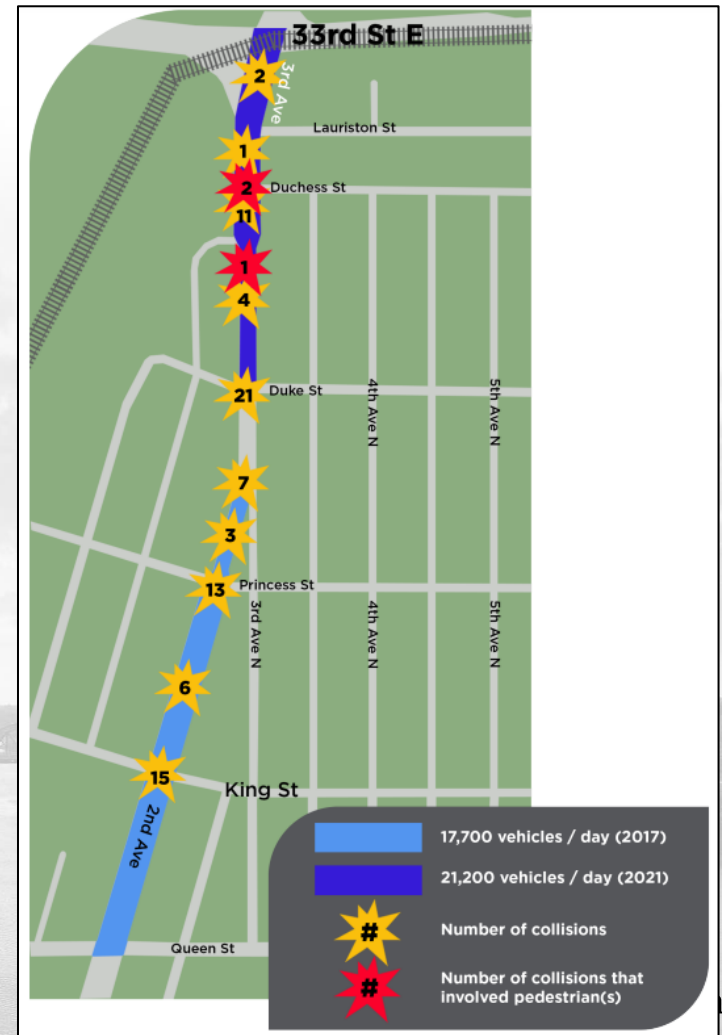 33rd St E
2
3rd Ave
Lauriston St
1
2
Duchess St
11
1
4
21
Duke St
4th Ave N
5th Ave N
7
3
13
Princess St
3rd Ave N
4th Ave N
5th Ave N
6
15
King St
2nd Ave
Queen St
17,700 vehicles / day (2017)
21,200 vehicles / day (2021)
#
Number of collisions
#
Number of collisions that
involved pedestrian(s)